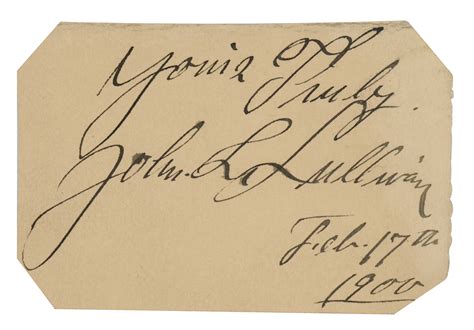 Yours Truly.
John. L. Sullivan
Feb. 17th
1900